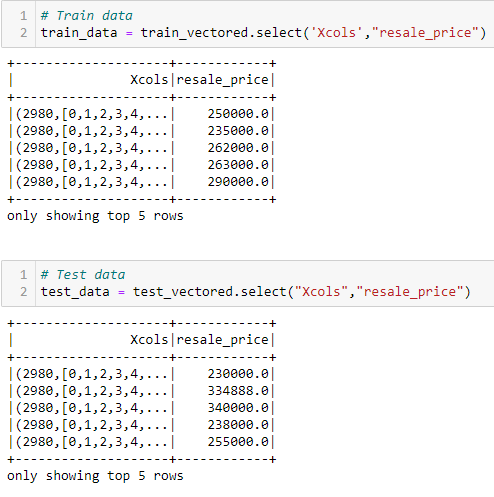 1 # Train data
2 train_data = train_vectored.select('Xcols',"resale_price")
+--------------------+------------+
|               Xcols|resale_price|
+--------------------+------------+
|(2980,[0,1,2,3,4,...|    250000.0|
|(2980,[0,1,2,3,4,...|    235000.0|
|(2980,[0,1,2,3,4,...|    262000.0|
|(2980,[0,1,2,3,4,...|    263000.0|
|(2980,[0,1,2,3,4,...|    290000.0|
+--------------------+------------+
only showing top 5 rows
1 # Test data
2 test_data = test_vectored.select("Xcols","resale_price")
+--------------------+------------+
|               Xcols|resale_price|
+--------------------+------------+
|(2980,[0,1,2,3,4,...|    230000.0|
|(2980,[0,1,2,3,4,...|    334888.0|
|(2980,[0,1,2,3,4,...|    340000.0|
|(2980,[0,1,2,3,4,...|    238000.0|
|(2980,[0,1,2,3,4,...|    255000.0|
+--------------------+------------+
only showing top 5 rows